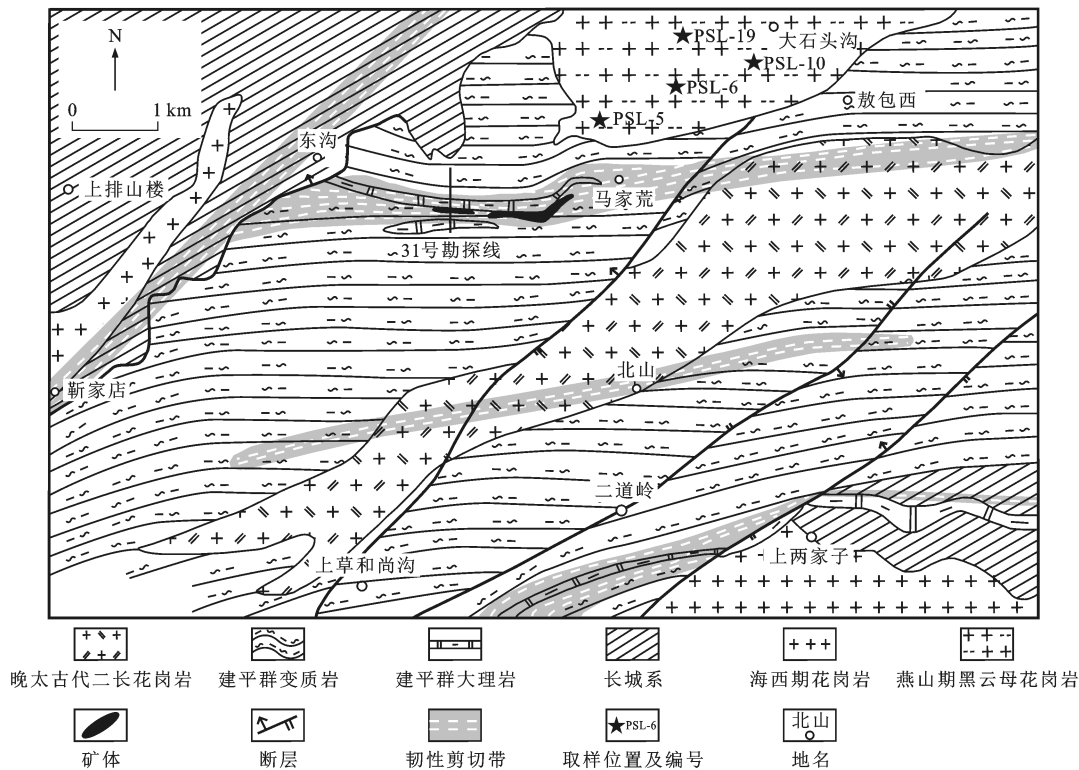 N
0 1 km
PSL-19
大石头沟
PSL-10
PSL-6
敖包西
PSL-5
东沟
上排山楼
马家荒
31号勘探线
北山
靳家店
二道岭
上两家子
上草和尚沟
晚太古代二长花岗岩
建平群变质岩
建平群大理岩
长城系
海西期花岗岩
燕山期黑云母花岗岩
PSL-6
北山
矿体
断层
韧性剪切带
取样位置及编号
地名